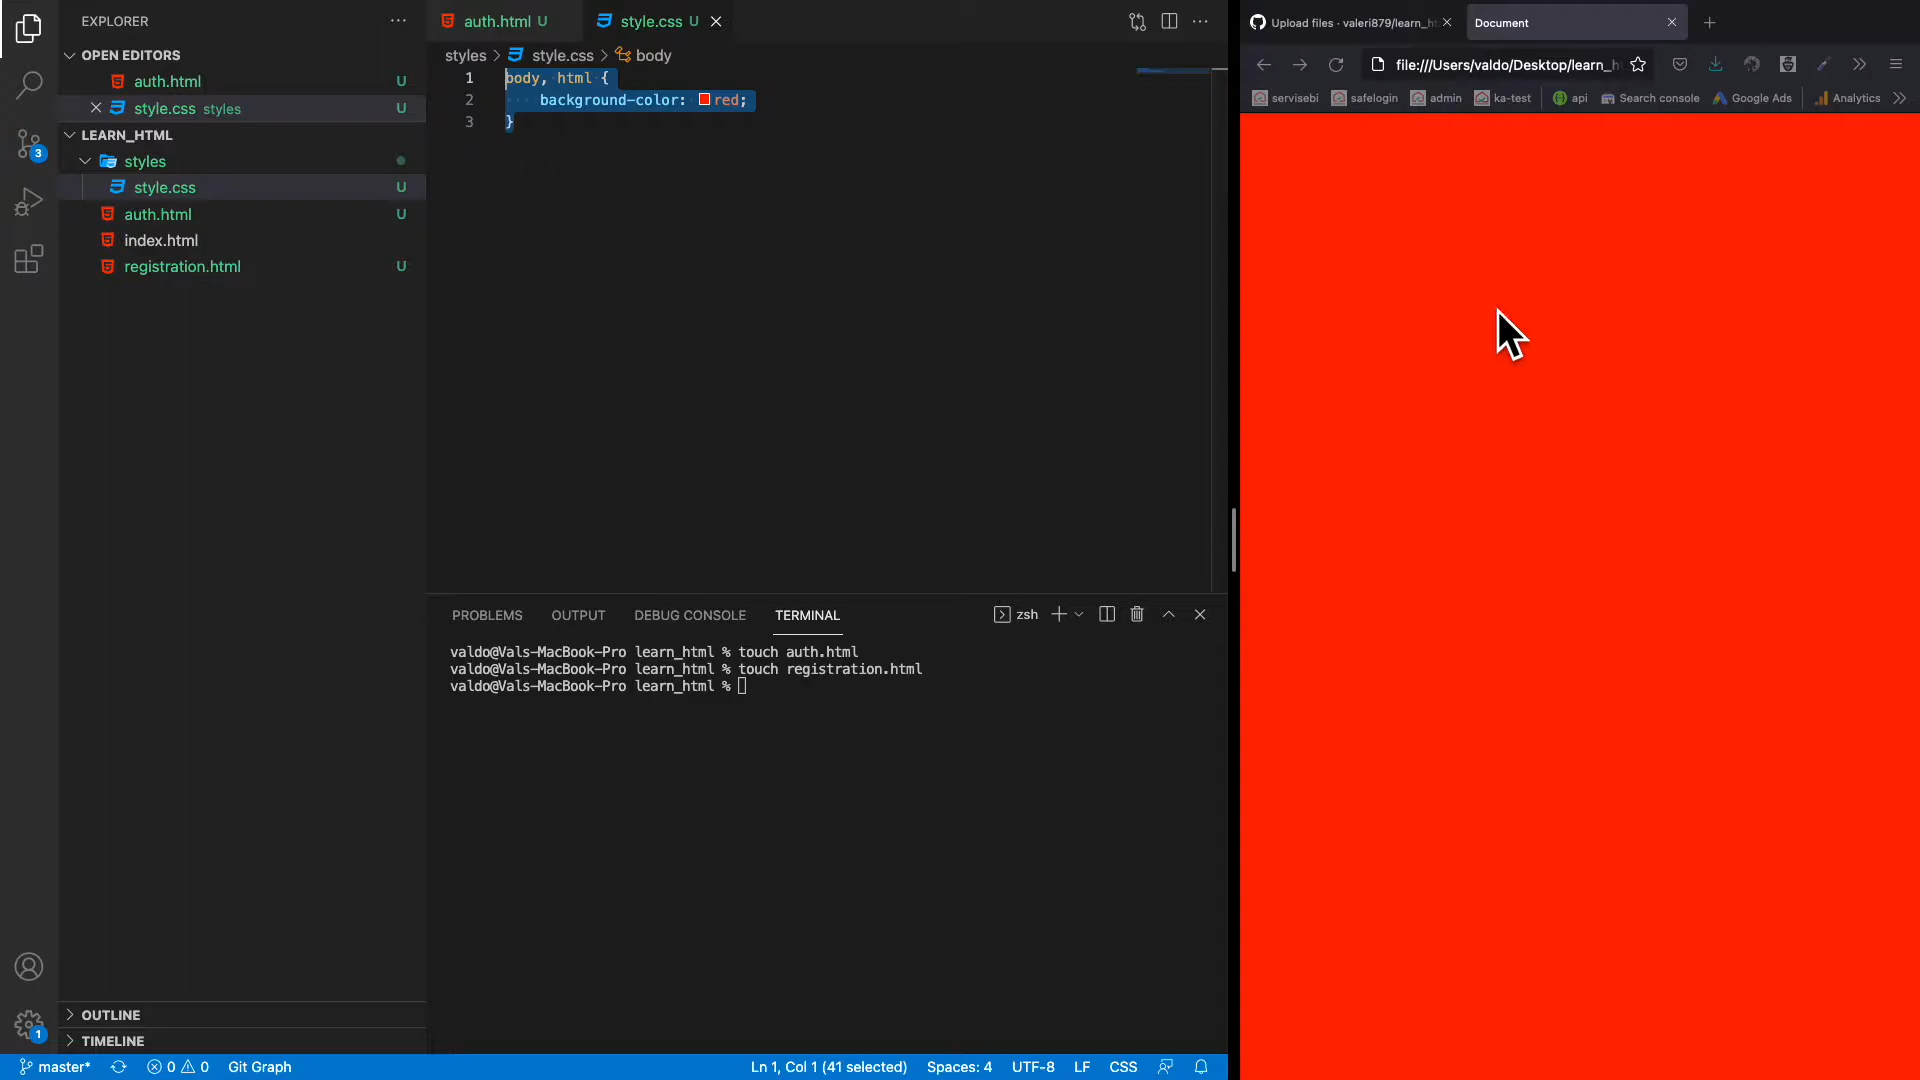 EXPLORER
OPEN EDITORS
auth.html U
style.css styles U
LEARN_HTML
styles
style.css U
auth.html U
index.html
registration.html U
OUTLINE
TIMELINE
3
1
auth.html U
style.css U
styles > style.css > body
1 body, html {
2 background-color: red;
3 }
PROBLEMS OUTPUT DEBUG CONSOLE TERMINAL
zsh
valdo@Vals-MacBook-Pro learn_html % touch auth.html
valdo@Vals-MacBook-Pro learn_html % touch registration.html
valdo@Vals-MacBook-Pro learn_html %
master* 0 0 Git Graph Ln 1, Col 1 (41 selected) Spaces: 4 UTF-8 LF CSS
Upload files · valeri879/learn_h
Document
file:///Users/valdo/Desktop/learn_h
servisebi safelogin admin ka-test api Search console Google Ads Analytics